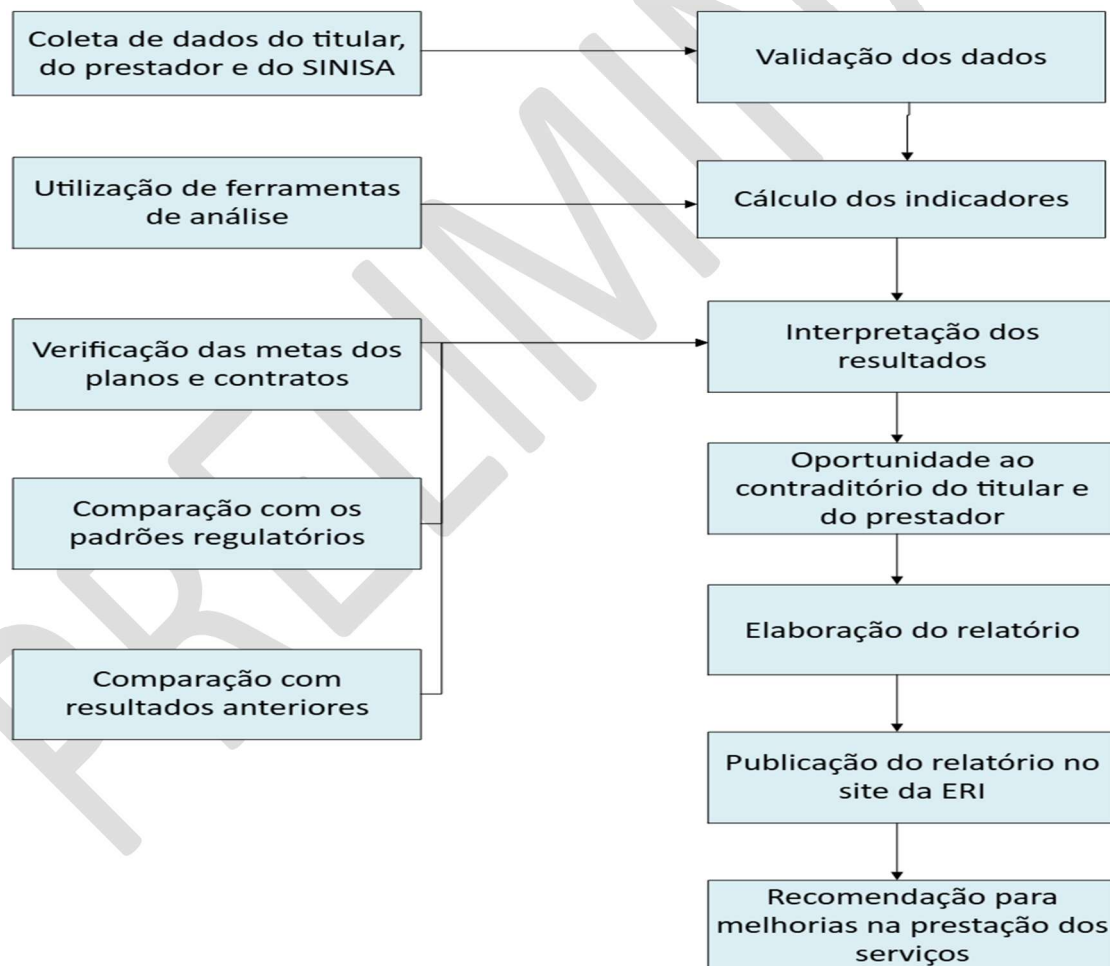 Coleta de dados do titular,
do prestador e do SINISA
Validação dos dados
Utilização de ferramentas
de análise
Cálculo dos indicadores
Verificação das metas dos
planos e contratos
Interpretação dos
resultados
Oportunidade ao
contraditório do titular e
do prestador
Comparação com os
padrões regulatórios
Elaboração do relatório
Comparação com
resultados anteriores
Publicação do relatório no
site da ERI
Recomendação para
melhorias na prestação dos
serviços